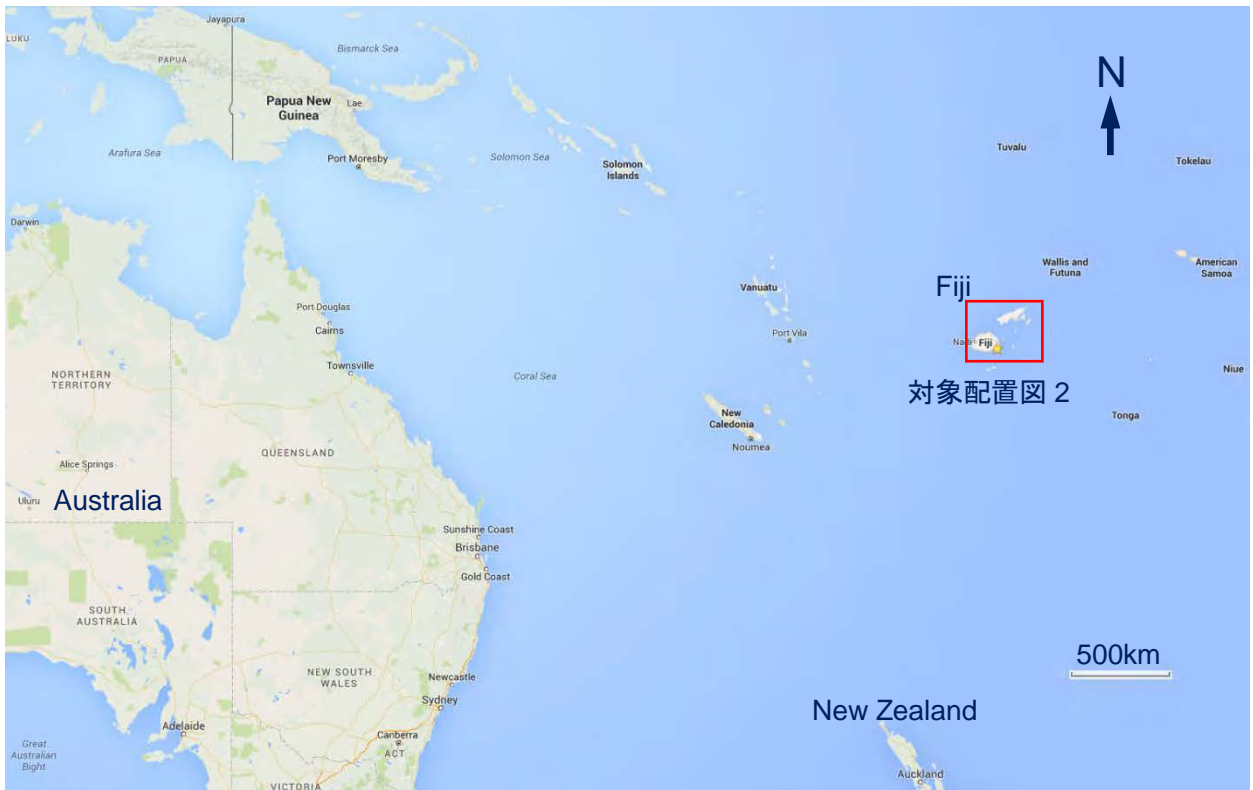 Jayapura
LUKU
Bismarck Sea
PAPUA
N
Papua New
Guinea
Lae
Arafura Sea
Port Moresby
Solomon Sea
Solomon
Islands
Tuvalu
Tokelau
Darwin
Wallis and
Futuna
American
Samoa
Vanuatu
Fiji
Port Douglas
Cairns
Port Vila
Fiji
Townsville
NORTHERN
TERRITORY
Coral Sea
Niue
対象配置図 2
New
Caledonia
Tonga
Noumea
QUEENSLAND
Alice Springs
Uluru
Australia
Sunshine Coast
Brisbane
Gold Coast
SOUTH
AUSTRALIA
500km
NEW SOUTH
WALES
Newcastle
Sydney
New Zealand
Adelaide
Canberra
ACT
Great
Australian
Bight
Auckland
VICTORIA